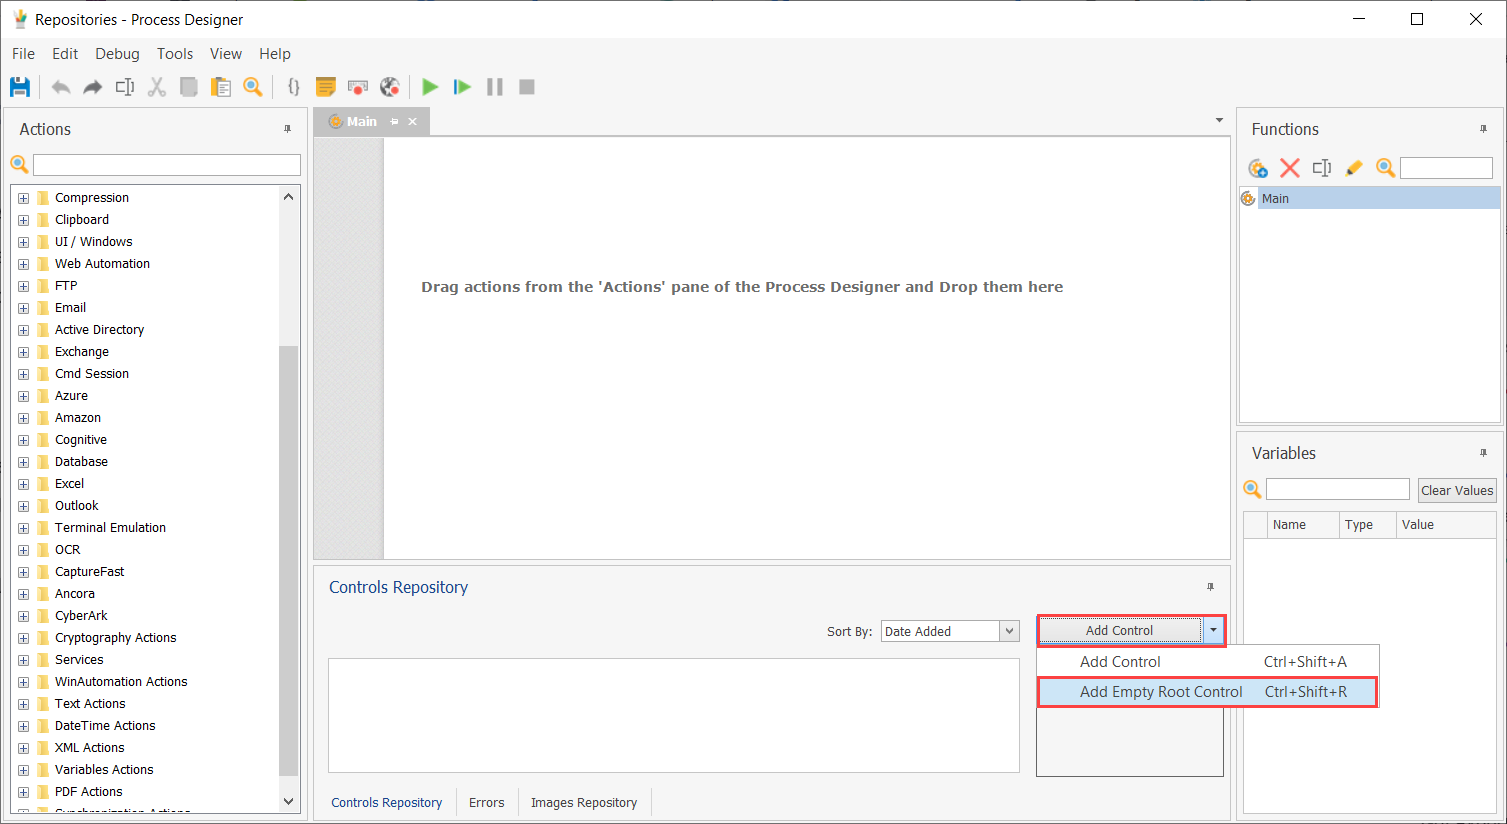 Repositories - Process Designer
File Edit Debug Tools View Help
Actions
Compression
Clipboard
UI / Windows
Web Automation
FTP
Email
Active Directory
Exchange
Cmd Session
Azure
Amazon
Cognitive
Database
Excel
Outlook
Terminal Emulation
OCR
CaptureFast
Ancora
CyberArk
Cryptography Actions
Services
WinAutomation Actions
Text Actions
DateTime Actions
XML Actions
Variables Actions
PDF Actions
Synchronization Actions
Main
Drag actions from the 'Actions' pane of the Process Designer and Drop them here
Controls Repository
Sort By: Date Added
Add Control
Add Control Ctrl+Shift+A
Add Empty Root Control Ctrl+Shift+R
Controls Repository Errors Images Repository
Functions
Main
Variables
Clear Values
Name Type Value